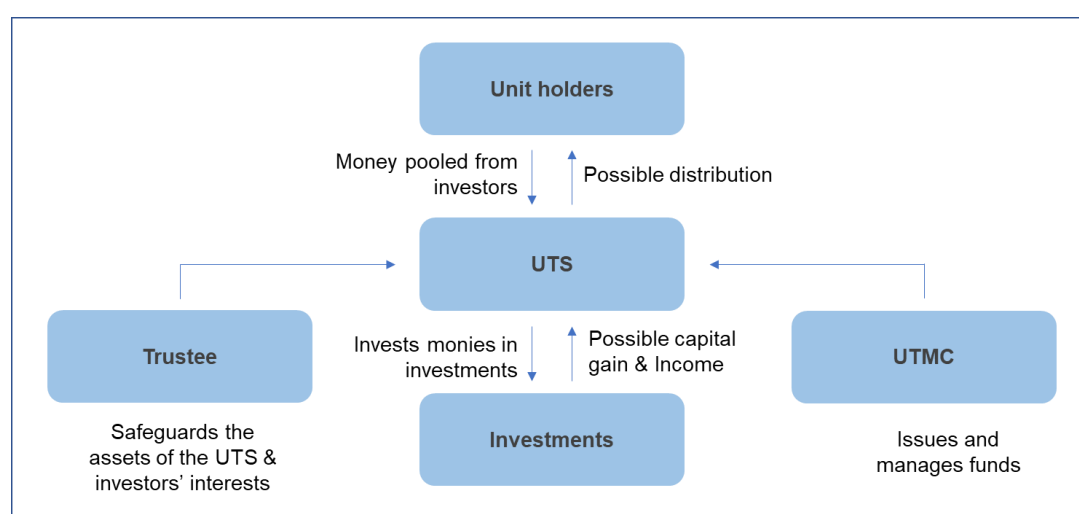 Unit holders
Money pooled from
investors
Possible distribution
UTS
Trustee
Invests monies in
investments
Possible capital
gain & Income
UTMC
Safeguards the
assets of the UTS &
investors’ interests
Investments
Issues and
manages funds